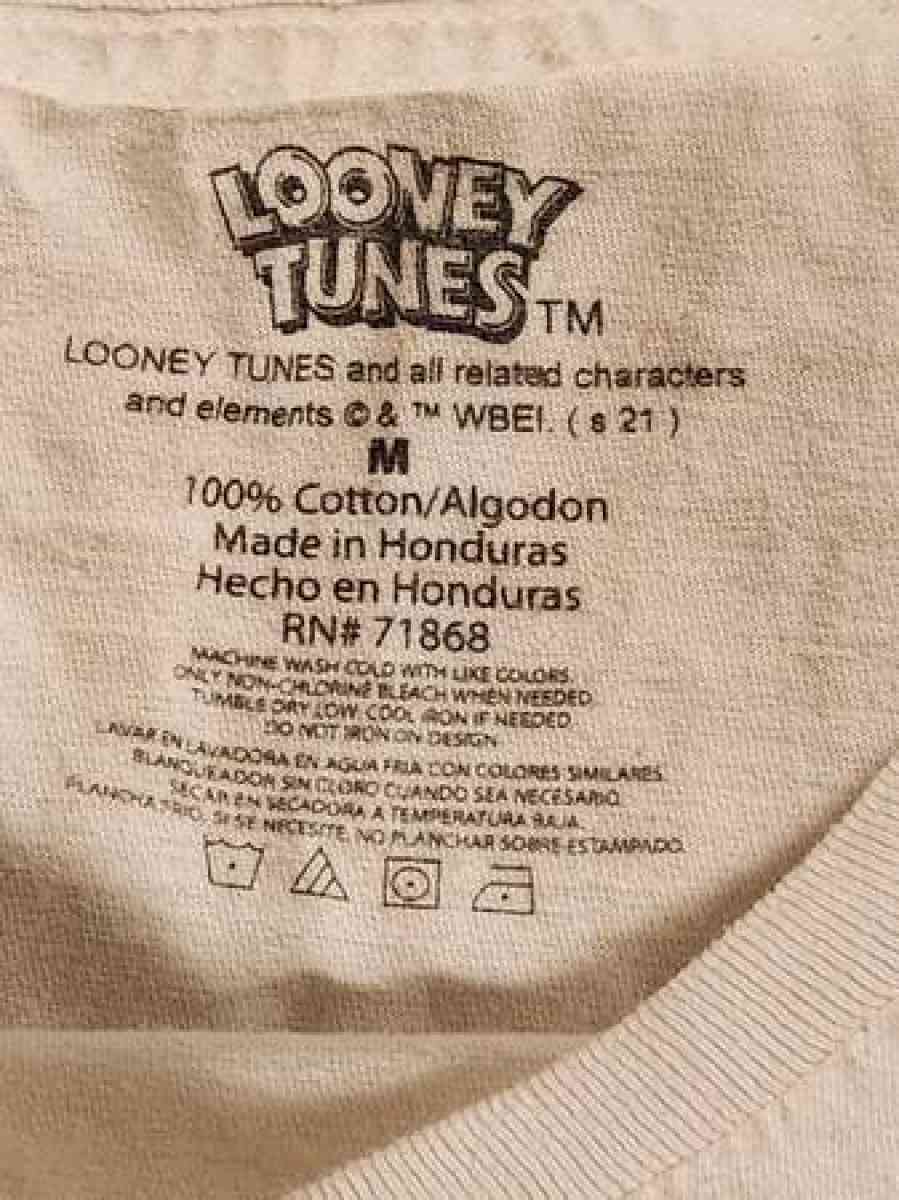 LOONEY
TUNES TM
LOONEY TUNES and all related characters
and elements © & ™ WBEI. ( s 21 )
M
100% Cotton/Algodon
Made in Honduras
Hecho en Honduras
RN# 71868
MACHINE WASH COLD WITH LIKE COLORS.
ONLY NON-CHLORINE BLEACH WHEN NEEDED.
TUMBLE DRY LOW. COOL IRON IF NEEDED.
DO NOT IRON ON DESIGN.
LAVAR EN LAVADORA EN AGUA FRIA CON COLORES SIMILARES.
BLANQUEADOR SIN CLORO CUANDO SEA NECESARIO.
SECAR EN SECADORA A TEMPERATURA BAJA.
PLANCHA FRIO, SI SE NECESITE, NO PLANCHAR SOBRE ESTAMPADO.